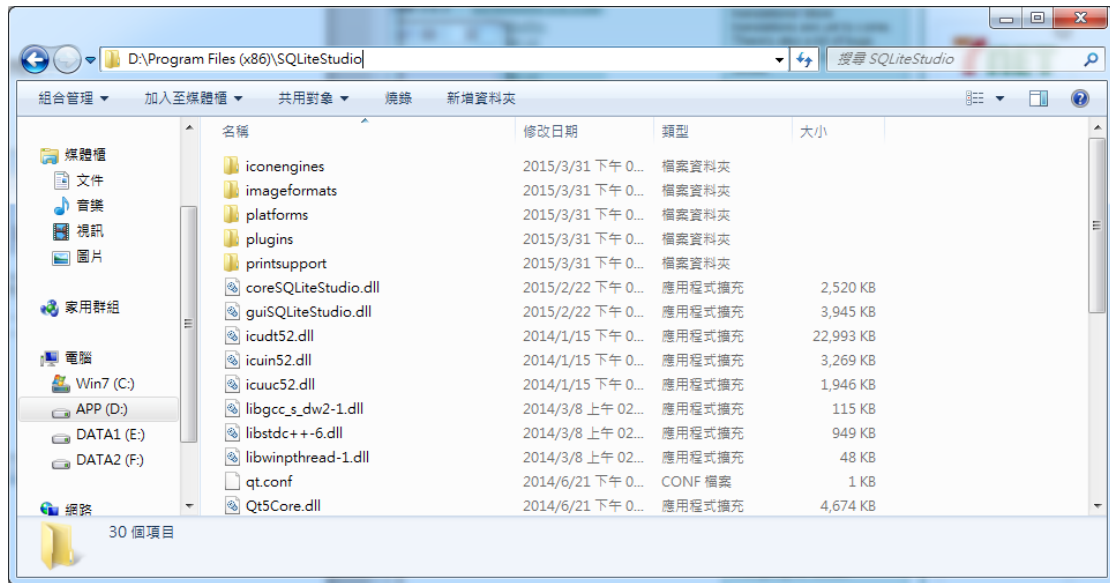 D:\Program Files (x86)\SQLiteStudio
搜尋 SQLiteStudio
組合管理 加入至媒體櫃 共用對象 燒錄 新增資料夾
名稱 修改日期 類型 大小
媒體櫃
文件
音樂
視訊
圖片
家用群組
電腦
Win7 (C:)
APP (D:)
DATA1 (E:)
DATA2 (F:)
網路
iconengines 2015/3/31 下午 0... 檔案資料夾
imageformats 2015/3/31 下午 0... 檔案資料夾
platforms 2015/3/31 下午 0... 檔案資料夾
plugins 2015/3/31 下午 0... 檔案資料夾
printsupport 2015/3/31 下午 0... 檔案資料夾
coreSQLiteStudio.dll 2015/2/22 下午 0... 應用程式擴充 2,520 KB
guiSQLiteStudio.dll 2015/2/22 下午 0... 應用程式擴充 3,945 KB
icudt52.dll 2014/1/15 下午 0... 應用程式擴充 22,993 KB
icuin52.dll 2014/1/15 下午 0... 應用程式擴充 3,269 KB
icuuc52.dll 2014/1/15 下午 0... 應用程式擴充 1,946 KB
libgcc_s_dw2-1.dll 2014/3/8 上午 02... 應用程式擴充 115 KB
libstdc++-6.dll 2014/3/8 上午 02... 應用程式擴充 949 KB
libwinpthread-1.dll 2014/3/8 上午 02... 應用程式擴充 48 KB
qt.conf 2014/6/21 下午 0... CONF 檔案 1 KB
Qt5Core.dll 2014/6/21 下午 0... 應用程式擴充 4,674 KB
30 個項目